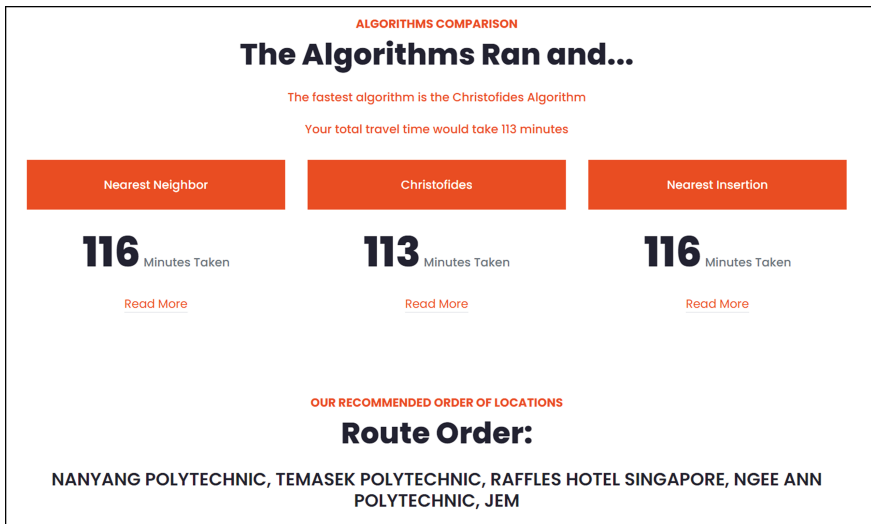 ALGORITHMS COMPARISON
The Algorithms Ran and...
The fastest algorithm is the Christofides Algorithm
Your total travel time would take 113 minutes
Nearest Neighbor
Christofides
Nearest Insertion
116 Minutes Taken
113 Minutes Taken
116 Minutes Taken
Read More
Read More
Read More
OUR RECOMMENDED ORDER OF LOCATIONS
Route Order:
NANYANG POLYTECHNIC, TEMASEK POLYTECHNIC, RAFFLES HOTEL SINGAPORE, NGEE ANN
POLYTECHNIC, JEM